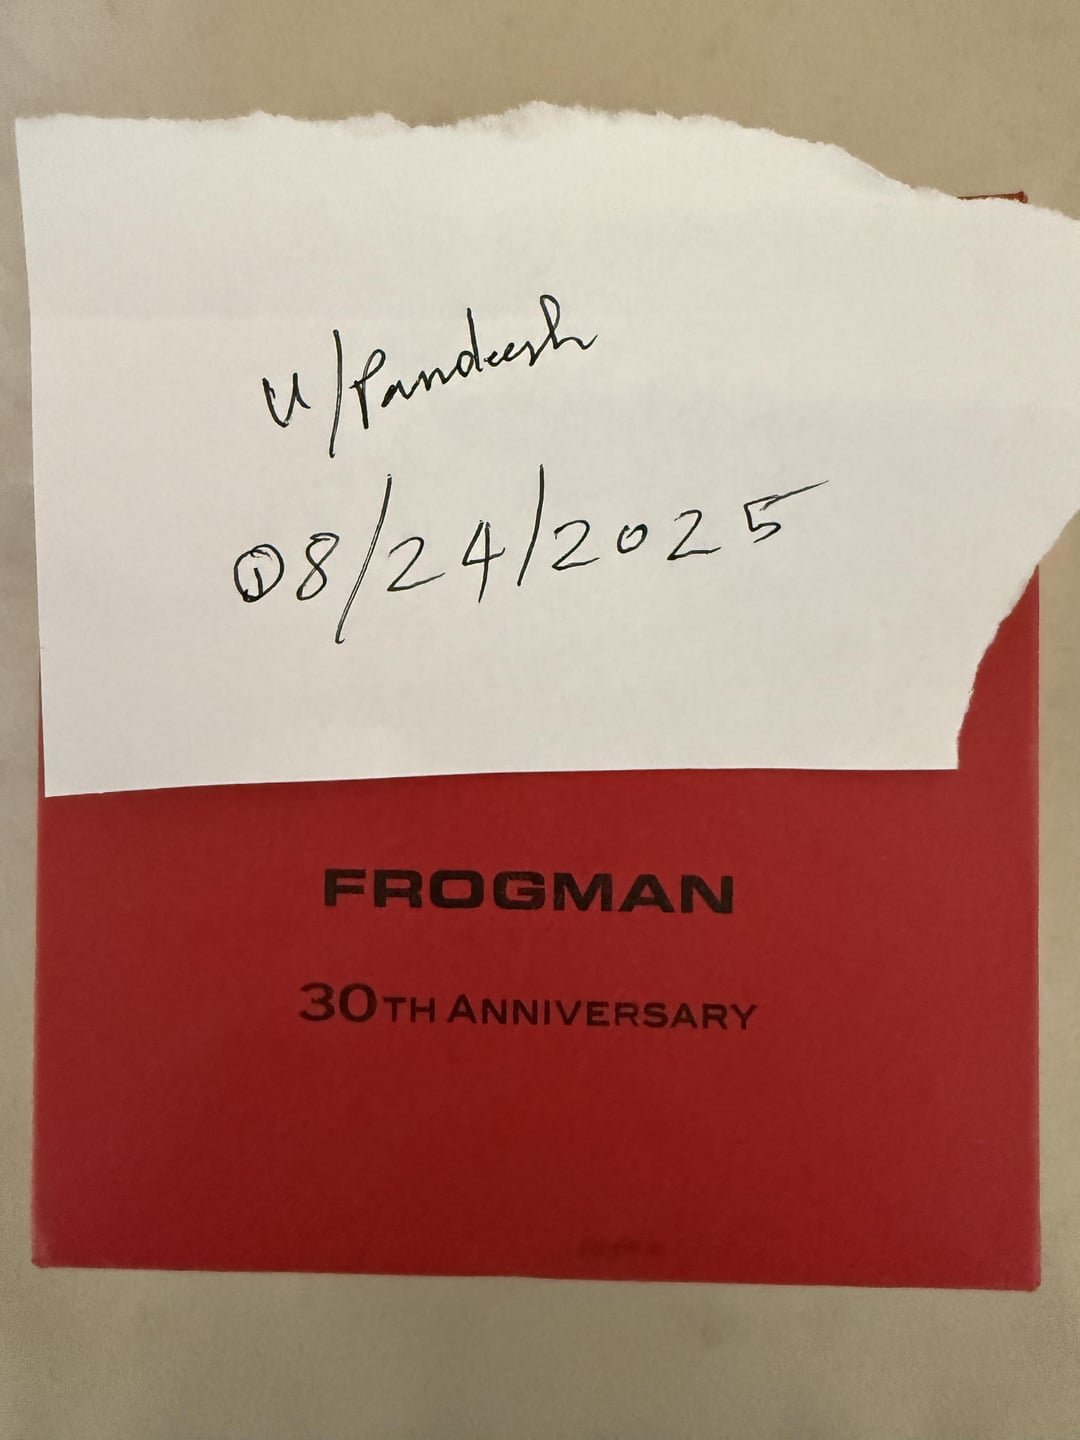 u/Pandeesh
08/24/2025
FROGMAN
30TH ANNIVERSARY